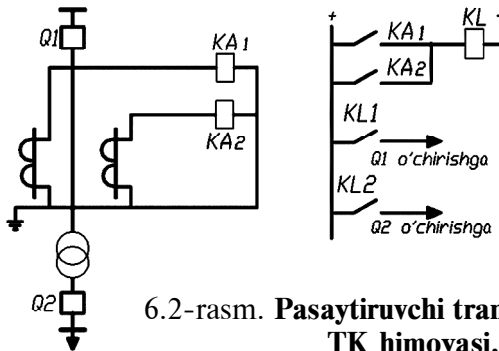 Q1
KA1
KA2
Q2
+
KA1
KL
-
KA2
KL1
Q1 o'chirishga
KL2
Q2 o'chirishga
6.2-rasm. Pasaytiruvchi
TK himoyasi.